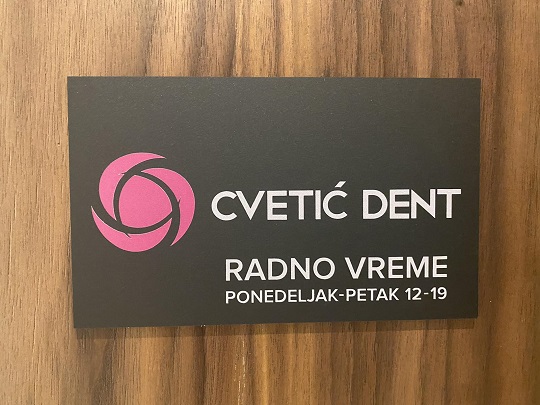 CVETIĆ DENT
RADNO VREME
PONEDELJAK-PETAK 12-19